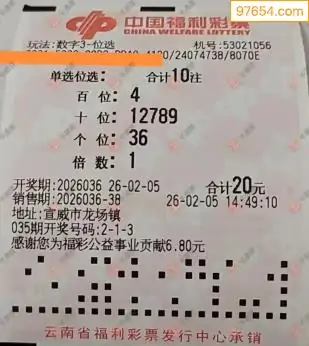 97654.com
中国福利彩票
CHINA WELFARE LOTTERY
玩法:数字3-位选 机号:53021056
/24074738/8070E
单选位选: 合计10注
百位: 4
十位: 12789
个位: 36
倍数: 1
开奖期:2026036 26-02-05 合计20元
销售期:2026036-38 26-02-05 14:49:10
地址:宣威市龙场镇
035期开奖号码:2-1-3
感谢您为福彩公益事业贡献6.80元
云南省福利彩票发行中心承销